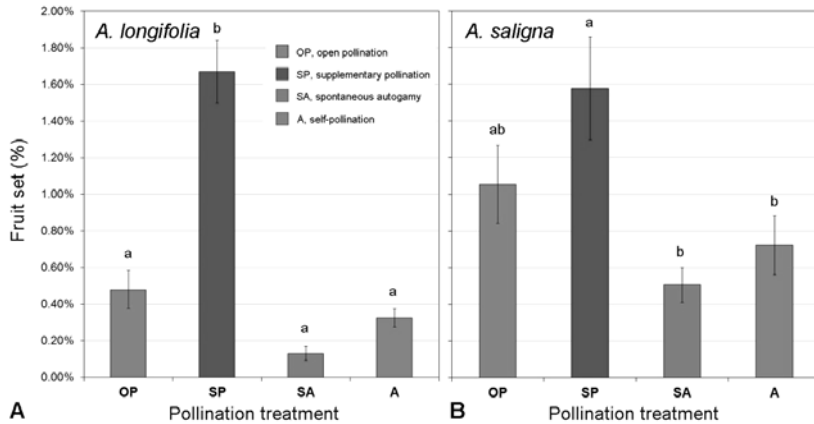 A. longifolia
A. saligna
2.00%
1.80%
1.60%
1.40%
1.20%
1.00%
0.80%
0.60%
0.40%
0.20%
0.00%
Fruit set (%)
OP, open pollination
SP, supplementary pollination
SA, spontaneous autogamy
A, self-pollination
a
b
a
a
ab
a
b
b
OP SP SA A
OP SP SA A
A Pollination treatment
B Pollination treatment